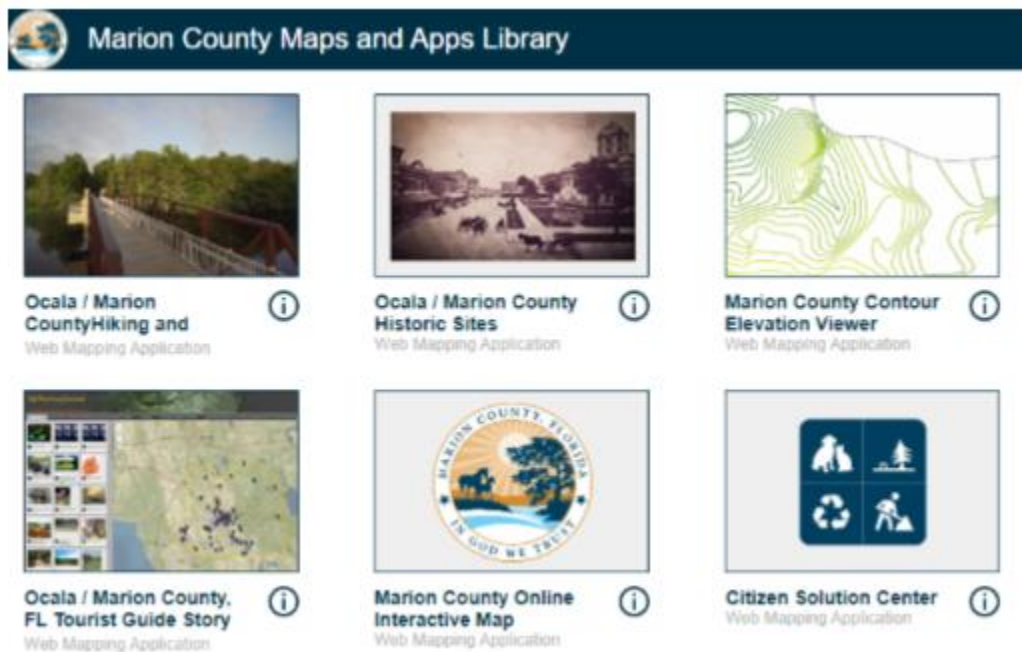 Marion County Maps and Apps Library
Ocala / Marion
CountyHiking and
Web Mapping Application
Ocala / Marion County
Historic Sites
Web Mapping Application
Marion County Contour
Elevation Viewer
Web Mapping Application
Ocala / Marion County,
FL Tourist Guide Story
Web Mapping Application
MARION COUNTY, FLORIDA
IN GOD WE TRUST
Marion County Online
Interactive Map
Web Mapping Application
Citizen Solution Center
Web Mapping Application